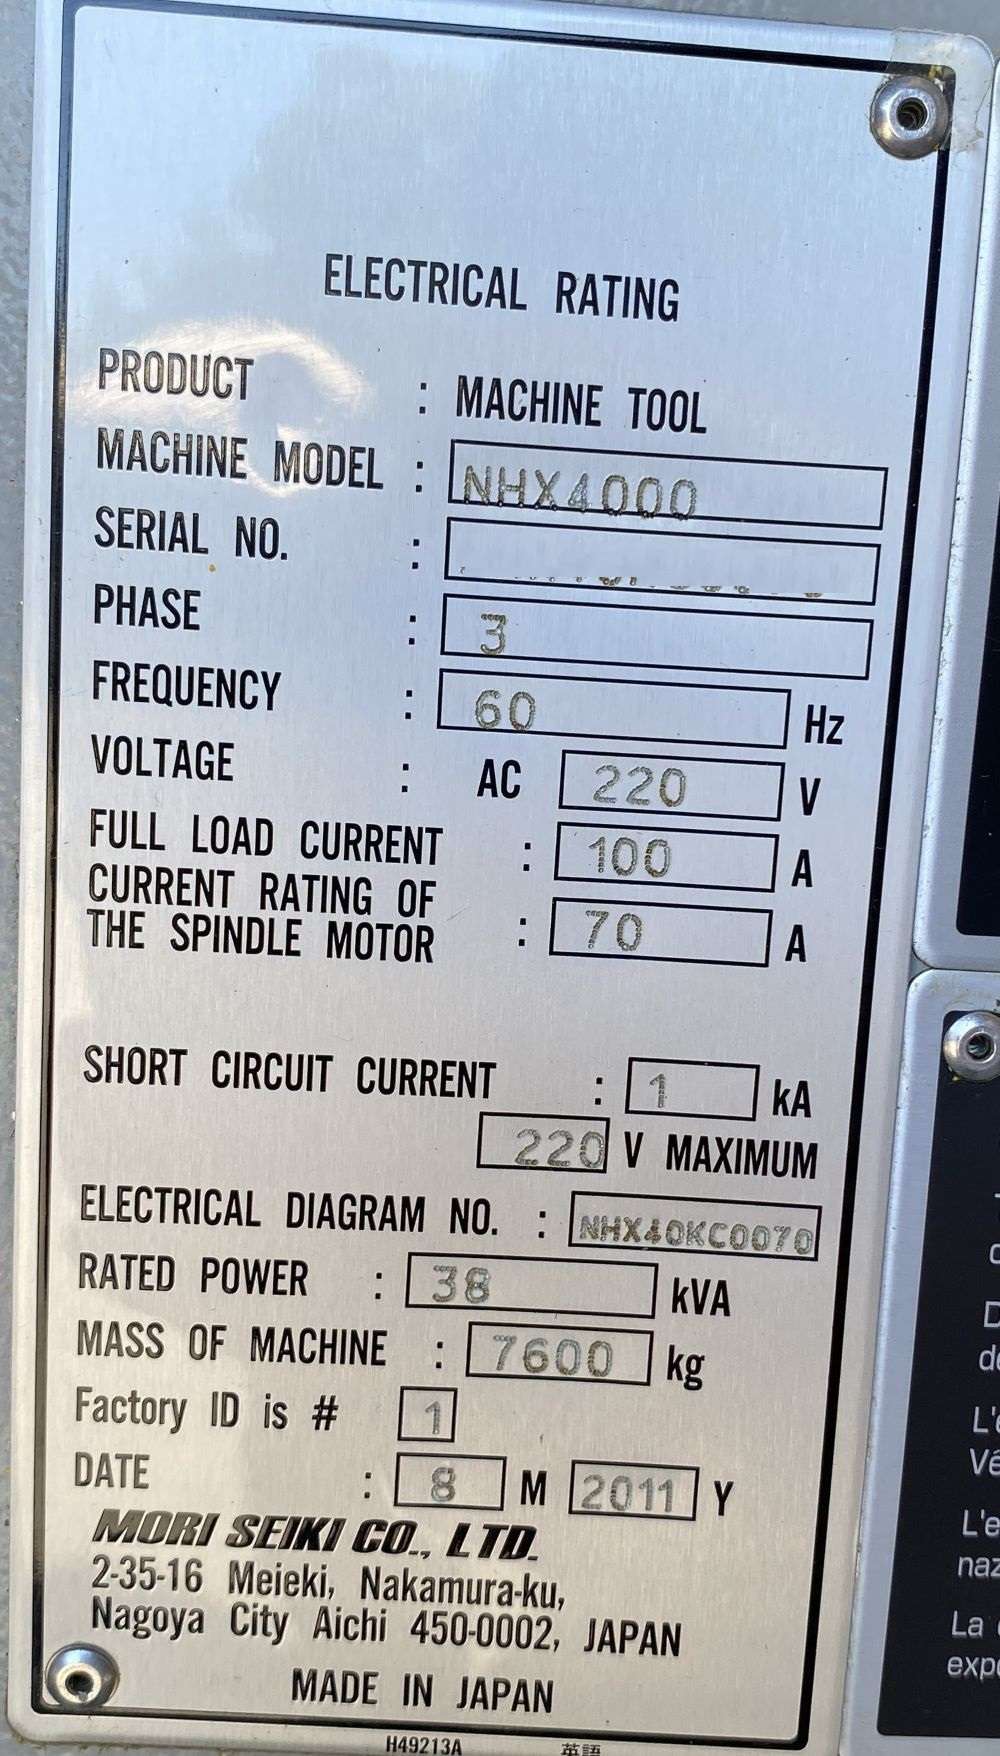 ELECTRICAL RATING
PRODUCT : MACHINE TOOL
MACHINE MODEL : NHX4000
SERIAL NO. :
PHASE : 3
FREQUENCY : 60 Hz
VOLTAGE : AC 220 V
FULL LOAD CURRENT : 100 A
CURRENT RATING OF
THE SPINDLE MOTOR : 70 A
SHORT CIRCUIT CURRENT : 1 kA
220 V MAXIMUM
ELECTRICAL DIAGRAM NO. : NHX40KC0070
RATED POWER : 38 kVA
MASS OF MACHINE : 7600 kg
Factory ID is # 1
DATE : 8 M 2011 Y
MORI SEIKI CO., LTD.
2-35-16 Meieki, Nakamura-ku,
Nagoya City Aichi 450-0002, JAPAN
MADE IN JAPAN
H49213A 英語
L'e
naz
La
expo